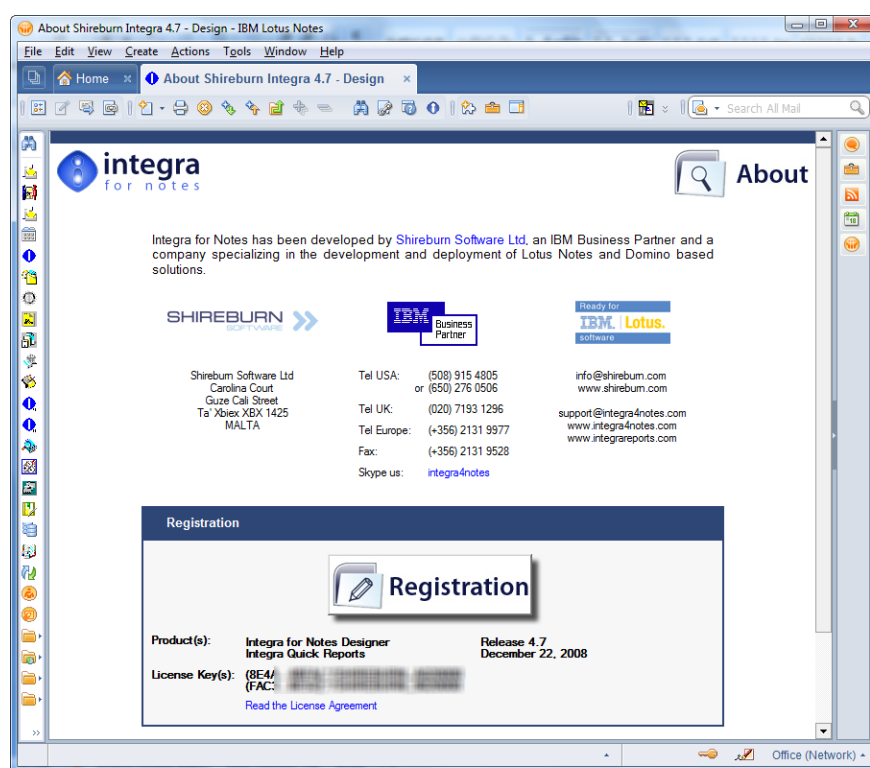 About Shireburn Integra 4.7 - Design - IBM Lotus Notes
File Edit View Create Actions Tools Window Help
Home
About Shireburn Integra 4.7 - Design
Search All Mail
integra
for notes
About
Integra for Notes has been developed by Shireburn Software Ltd, an IBM Business Partner and a
company specializing in the development and deployment of Lotus Notes and Domino based
solutions.
SHIREBURN
SOFTWARE
IBM
Business
Partner
Ready for
IBM. Lotus.
software
Shireburn Software Ltd
Carolina Court
Guze Cali Street
Ta' Xbiex XBX 1425
MALTA
Tel USA: (508) 915 4805
or (650) 276 0506
Tel UK: (020) 7193 1296
Tel Europe: (+356) 2131 9977
Fax: (+356) 2131 9528
Skype us: integra4notes
info@shireburn.com
www.shireburn.com
support@integra4notes.com
www.integra4notes.com
www.integrareports.com
Registration
Registration
Product(s): Integra for Notes Designer Release 4.7
Integra Quick Reports December 22, 2008
License Key(s): (8E4
(FAC
Read the License Agreement
Office (Network)